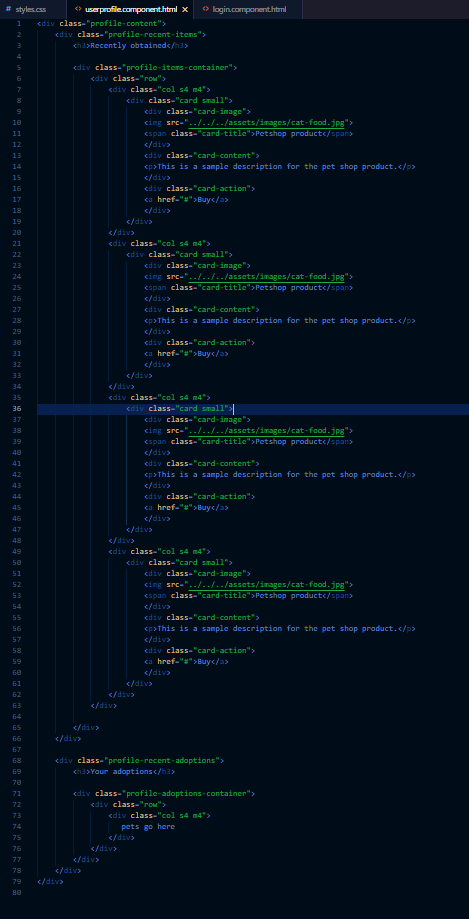 # styles.css <> userprofile.component.html × <> login.component.html
1 <div class="profile-content">
2 <div class="profile-recent-items">
3 <h3>Recently obtained</h3>
4
5 <div class="profile-items-container">
6 <div class="row">
7 <div class="col s4 m4">
8 <div class="card small">
9 <div class="card-image">
10 <img src="../../../assets/images/cat-food.jpg">
11 <span class="card-title">Petshop product</span>
12 </div>
13 <div class="card-content">
14 <p>This is a sample description for the pet shop product.</p>
15 </div>
16 <div class="card-action">
17 <a href="#">Buy</a>
18 </div>
19 </div>
20 </div>
21 <div class="col s4 m4">
22 <div class="card small">
23 <div class="card-image">
24 <img src="../../../assets/images/cat-food.jpg">
25 <span class="card-title">Petshop product</span>
26 </div>
27 <div class="card-content">
28 <p>This is a sample description for the pet shop product.</p>
29 </div>
30 <div class="card-action">
31 <a href="#">Buy</a>
32 </div>
33 </div>
34 </div>
35 <div class="col s4 m4">
36 <div class="card small">
37 <div class="card-image">
38 <img src="../../../assets/images/cat-food.jpg">
39 <span class="card-title">Petshop product</span>
40 </div>
41 <div class="card-content">
42 <p>This is a sample description for the pet shop product.</p>
43 </div>
44 <div class="card-action">
45 <a href="#">Buy</a>
46 </div>
47 </div>
48 </div>
49 <div class="col s4 m4">
50 <div class="card small">
51 <div class="card-image">
52 <img src="../../../assets/images/cat-food.jpg">
53 <span class="card-title">Petshop product</span>
54 </div>
55 <div class="card-content">
56 <p>This is a sample description for the pet shop product.</p>
57 </div>
58 <div class="card-action">
59 <a href="#">Buy</a>
60 </div>
61 </div>
62 </div>
63 </div>
64
65 </div>
66 </div>
67
68 <div class="profile-recent-adoptions">
69 <h3>Your adoptions</h3>
70
71 <div class="profile-adoptions-container">
72 <div class="row">
73 <div class="col s4 m4">
74 pets go here
75 </div>
76 </div>
77 </div>
78 </div>
79 </div>
80